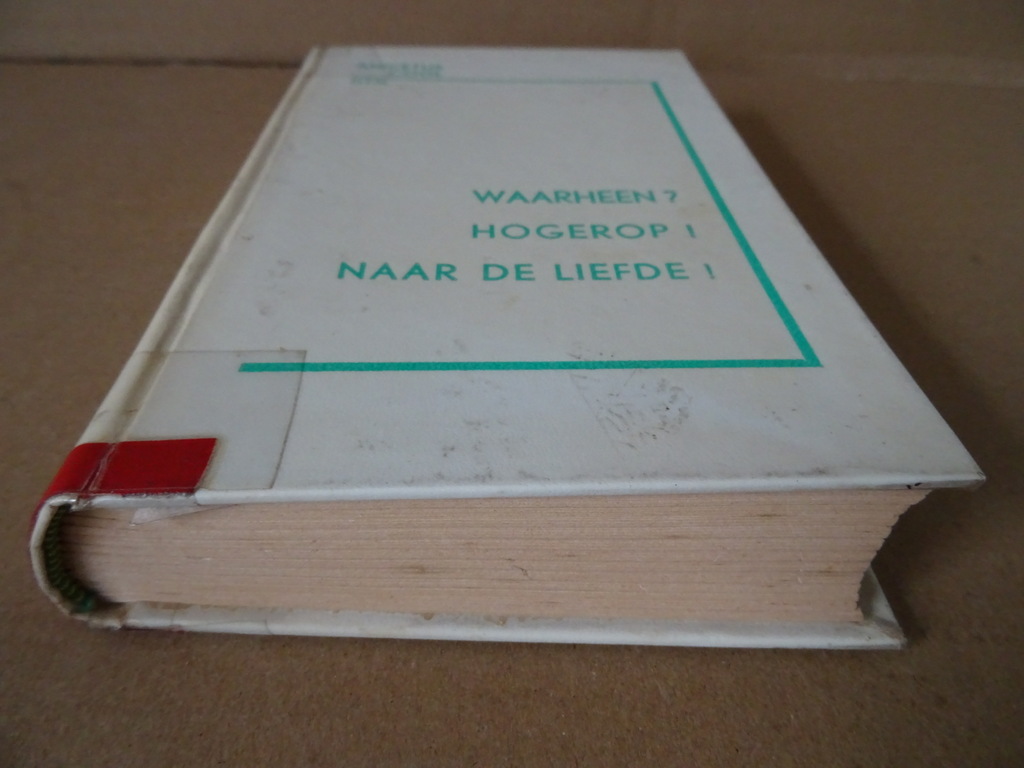 WAARHEEN ?
HOGEROP !
NAAR DE LIEFDE !